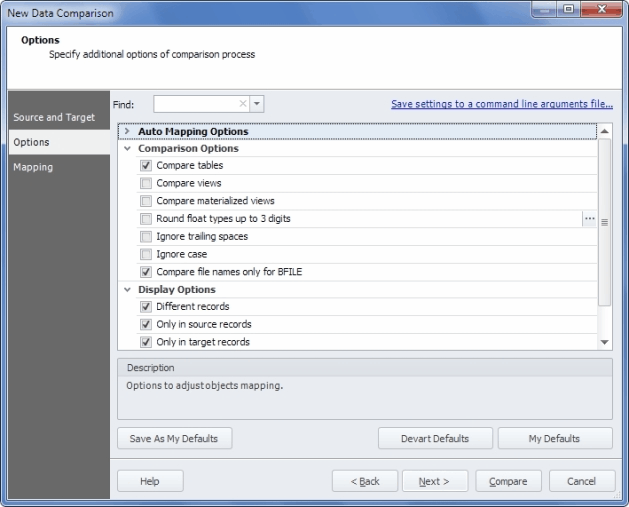 New Data Comparison
Options
Specify additional options of comparison process
Source and Target
Options
Mapping
Find:
Save settings to a command line arguments file...
Auto Mapping Options
Comparison Options
Compare tables
Compare views
Compare materialized views
Round float types up to 3 digits
...
Ignore trailing spaces
Ignore case
Compare file names only for BFILE
Display Options
Different records
Only in source records
Only in target records
Description
Options to adjust objects mapping.
Save As My Defaults
Devart Defaults
My Defaults
Help
< Back
Next >
Compare
Cancel